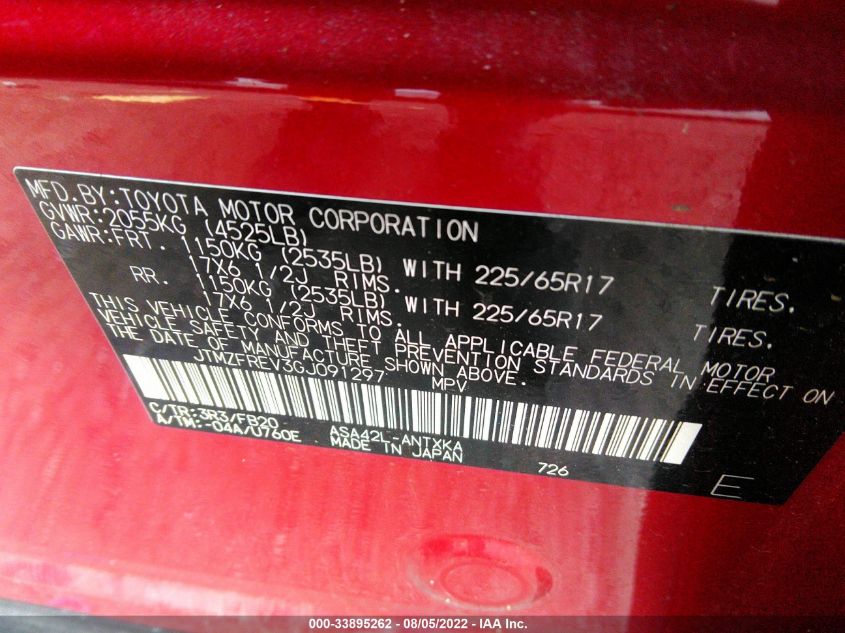 MFD.BY:TOYOTA MOTOR CORPORATION
GVWR:2055KG (4525LB)
GAWR:FRT. 1150KG (2535LB) WITH 225/65R17 TIRES.
17X6 1/2J RIMS.
RR. 1150KG (2535LB) WITH 225/65R17 TIRES.
17X6 1/2J RIMS.
THIS VEHICLE CONFORMS TO ALL APPLICABLE FEDERAL MOTOR
VEHICLE SAFETY AND THEFT PREVENTION STANDARDS IN EFFECT ON
THE DATE OF MANUFACTURE SHOWN ABOVE.
JTMZFREV3GJ091297 MPV
C/TR:3R3/FB20 ASA42L-ANTXKA
A/TM:-04A/U760E MADE IN JAPAN
726
E
000-33895262 - 08/05/2022 - IAA Inc.